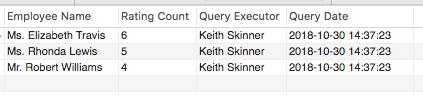 Employee Name Rating Count Query Executor Query Date
Ms. Elizabeth Travis 6 Keith Skinner 2018-10-30 14:37:23
Ms. Rhonda Lewis 5 Keith Skinner 2018-10-30 14:37:23
Mr. Robert Williams 4 Keith Skinner 2018-10-30 14:37:23